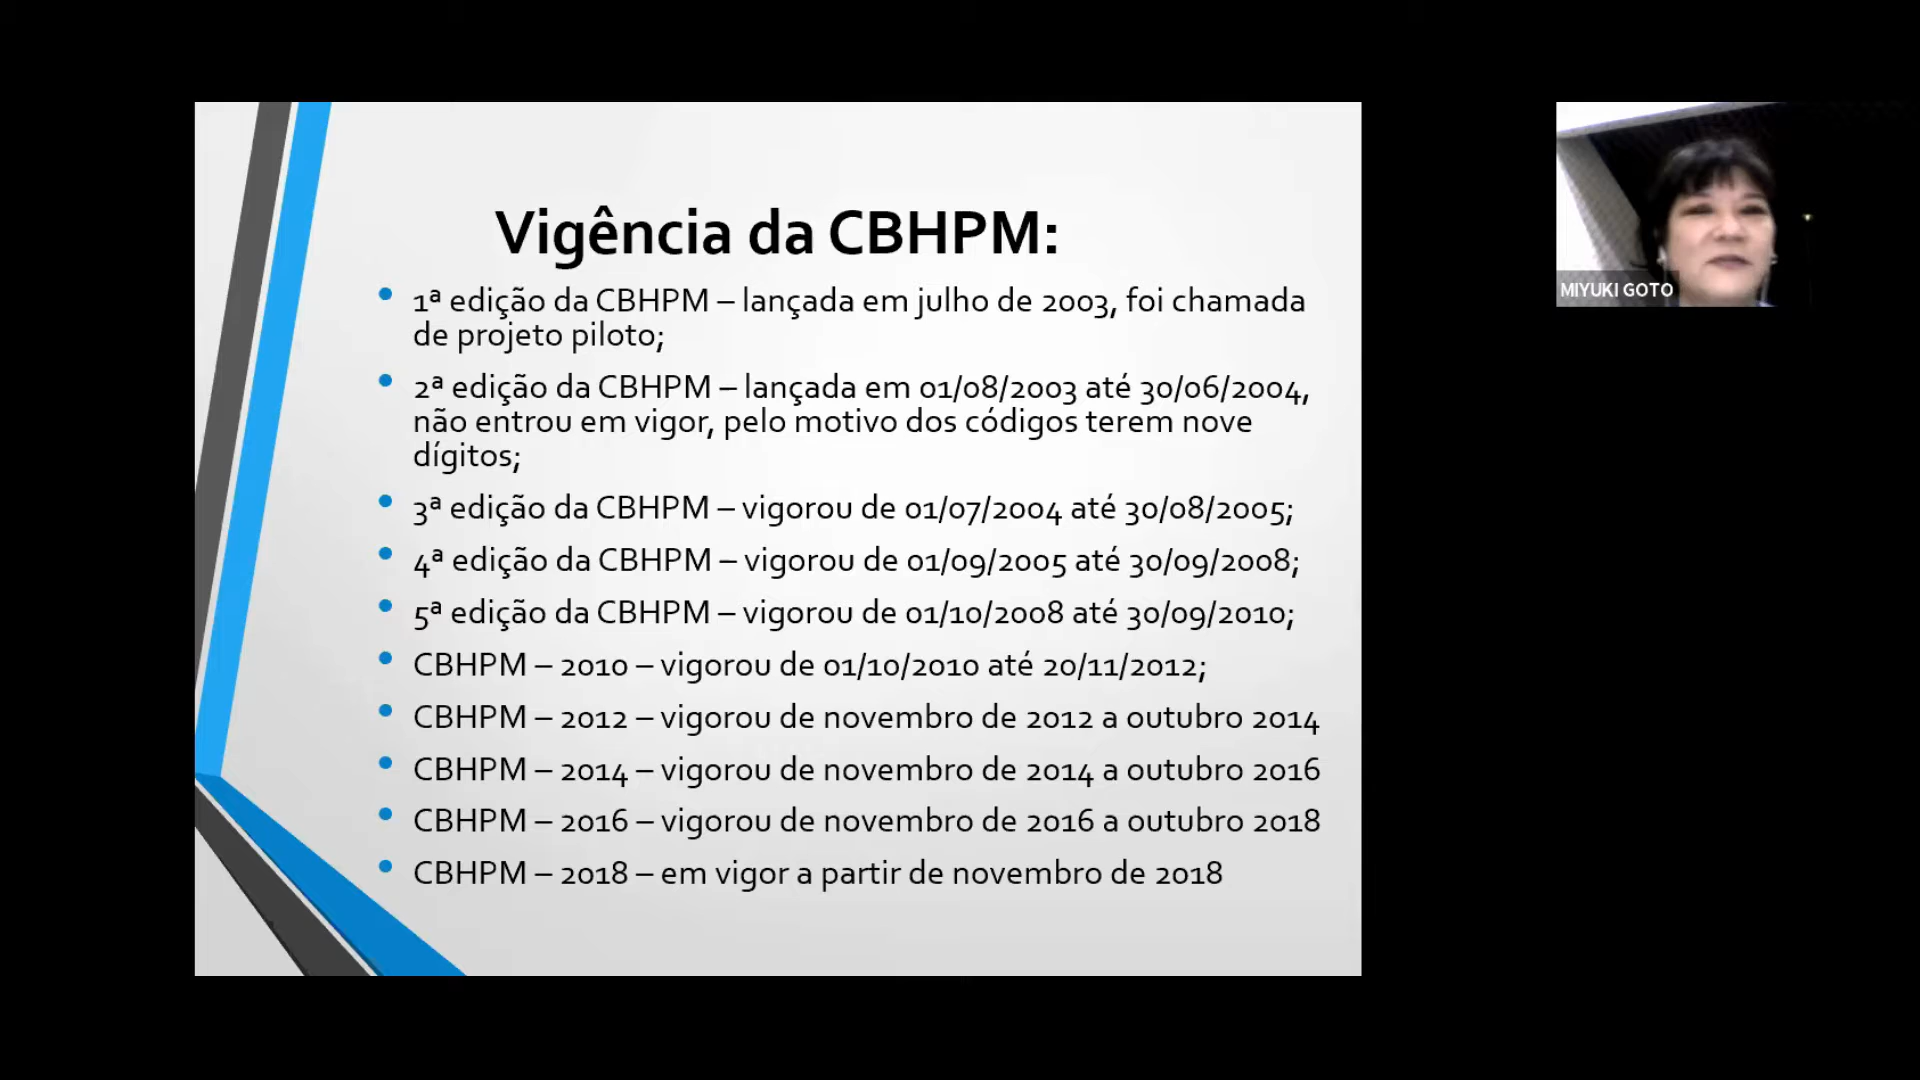 Vigência da CBHPM:
1ª edição da CBHPM – lançada em julho de 2003, foi chamada
de projeto piloto;
2ª edição da CBHPM – lançada em 01/08/2003 até 30/06/2004,
não entrou em vigor, pelo motivo dos códigos terem nove
dígitos;
3ª edição da CBHPM – vigorou de 01/07/2004 até 30/08/2005;
4ª edição da CBHPM – vigorou de 01/09/2005 até 30/09/2008;
5ª edição da CBHPM – vigorou de 01/10/2008 até 30/09/2010;
CBHPM – 2010 – vigorou de 01/10/2010 até 20/11/2012;
CBHPM – 2012 – vigorou de novembro de 2012 a outubro 2014
CBHPM – 2014 – vigorou de novembro de 2014 a outubro 2016
CBHPM – 2016 – vigorou de novembro de 2016 a outubro 2018
CBHPM – 2018 – em vigor a partir de novembro de 2018
MIYUKI GOTO